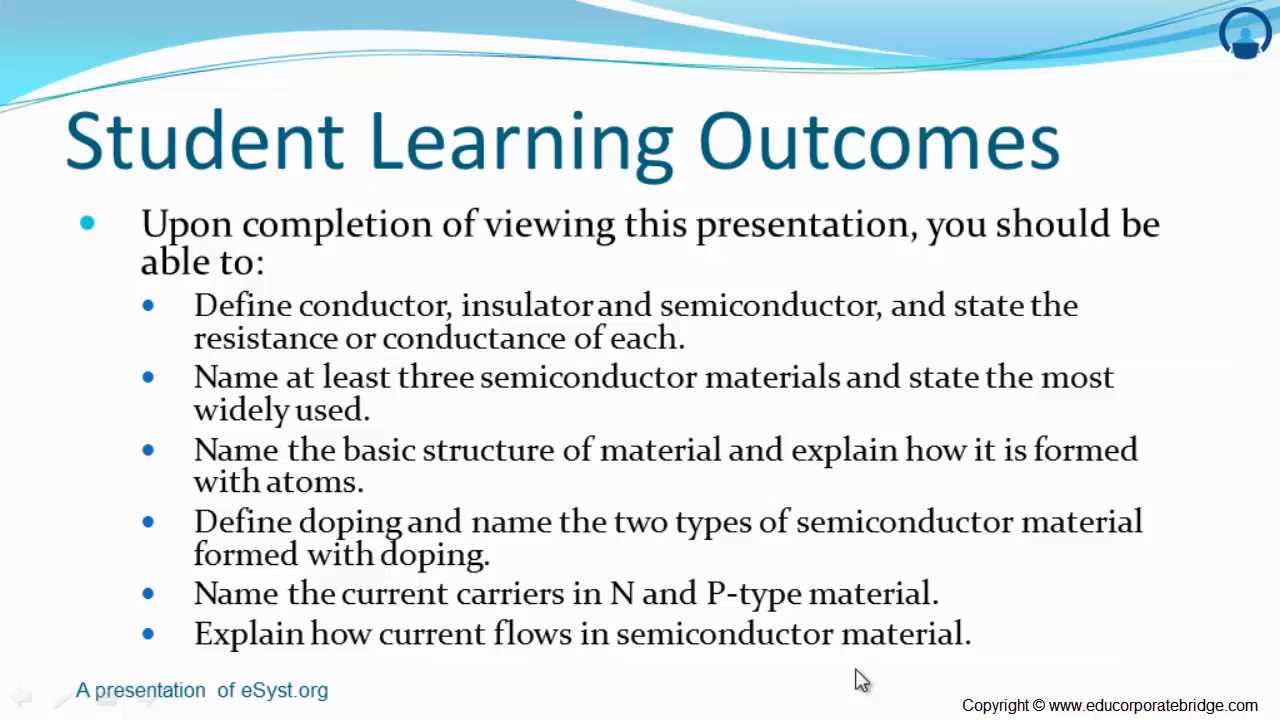 Student Learning Outcomes
• Upon completion of viewing this presentation, you should be
able to:
• Define conductor, insulator and semiconductor, and state the
resistance or conductance of each.
• Name at least three semiconductor materials and state the most
widely used.
• Name the basic structure of material and explain how it is formed
with atoms.
• Define doping and name the two types of semiconductor material
formed with doping.
• Name the current carriers in N and P-type material.
• Explain how current flows in semiconductor material.
A presentation of eSyst.org
Copyright © www.educorporatebridge.com